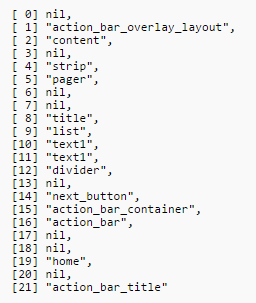 [ 0] nil,
[ 1] "action_bar_overlay_layout",
[ 2] "content",
[ 3] nil,
[ 4] "strip",
[ 5] "pager",
[ 6] nil,
[ 7] nil,
[ 8] "title",
[ 9] "list",
[10] "text1",
[11] "text1",
[12] "divider",
[13] nil,
[14] "next_button",
[15] "action_bar_container",
[16] "action_bar",
[17] nil,
[18] nil,
[19] "home",
[20] nil,
[21] "action_bar_title"